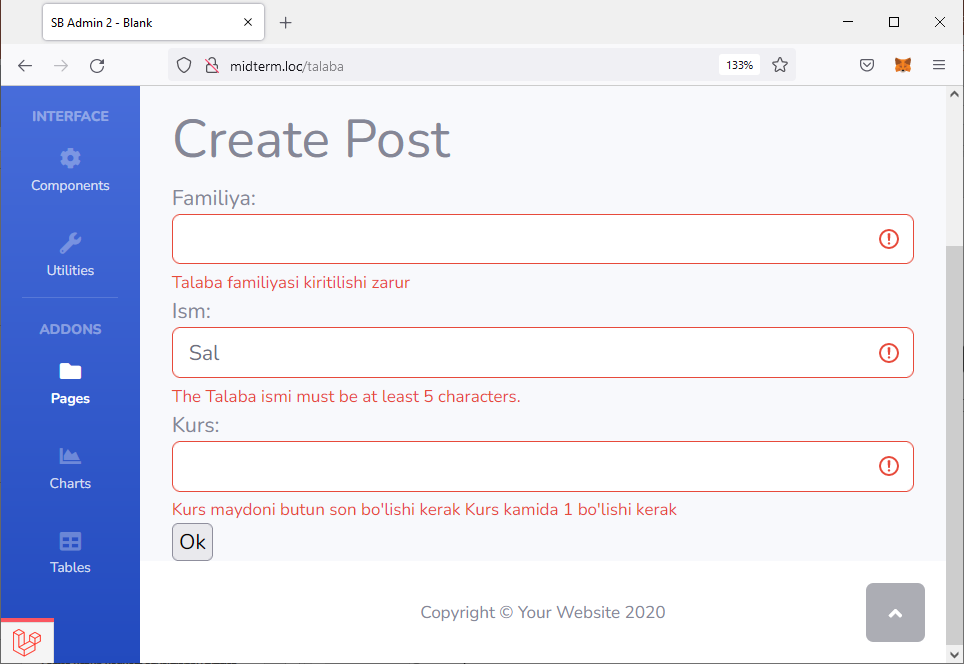 SB Admin 2 - Blank
midterm.loc/talaba
133%
INTERFACE
Components
Utilities
ADDONS
Pages
Charts
Tables
Create Post
Familiya:
Talaba familiyasi kiritilishi zarur
Ism:
Sal
The Talaba ismi must be at least 5 characters.
Kurs:
Kurs maydoni butun son bo'lishi kerak Kurs kamida 1 bo'lishi kerak
Ok
Copyright © Your Website 2020